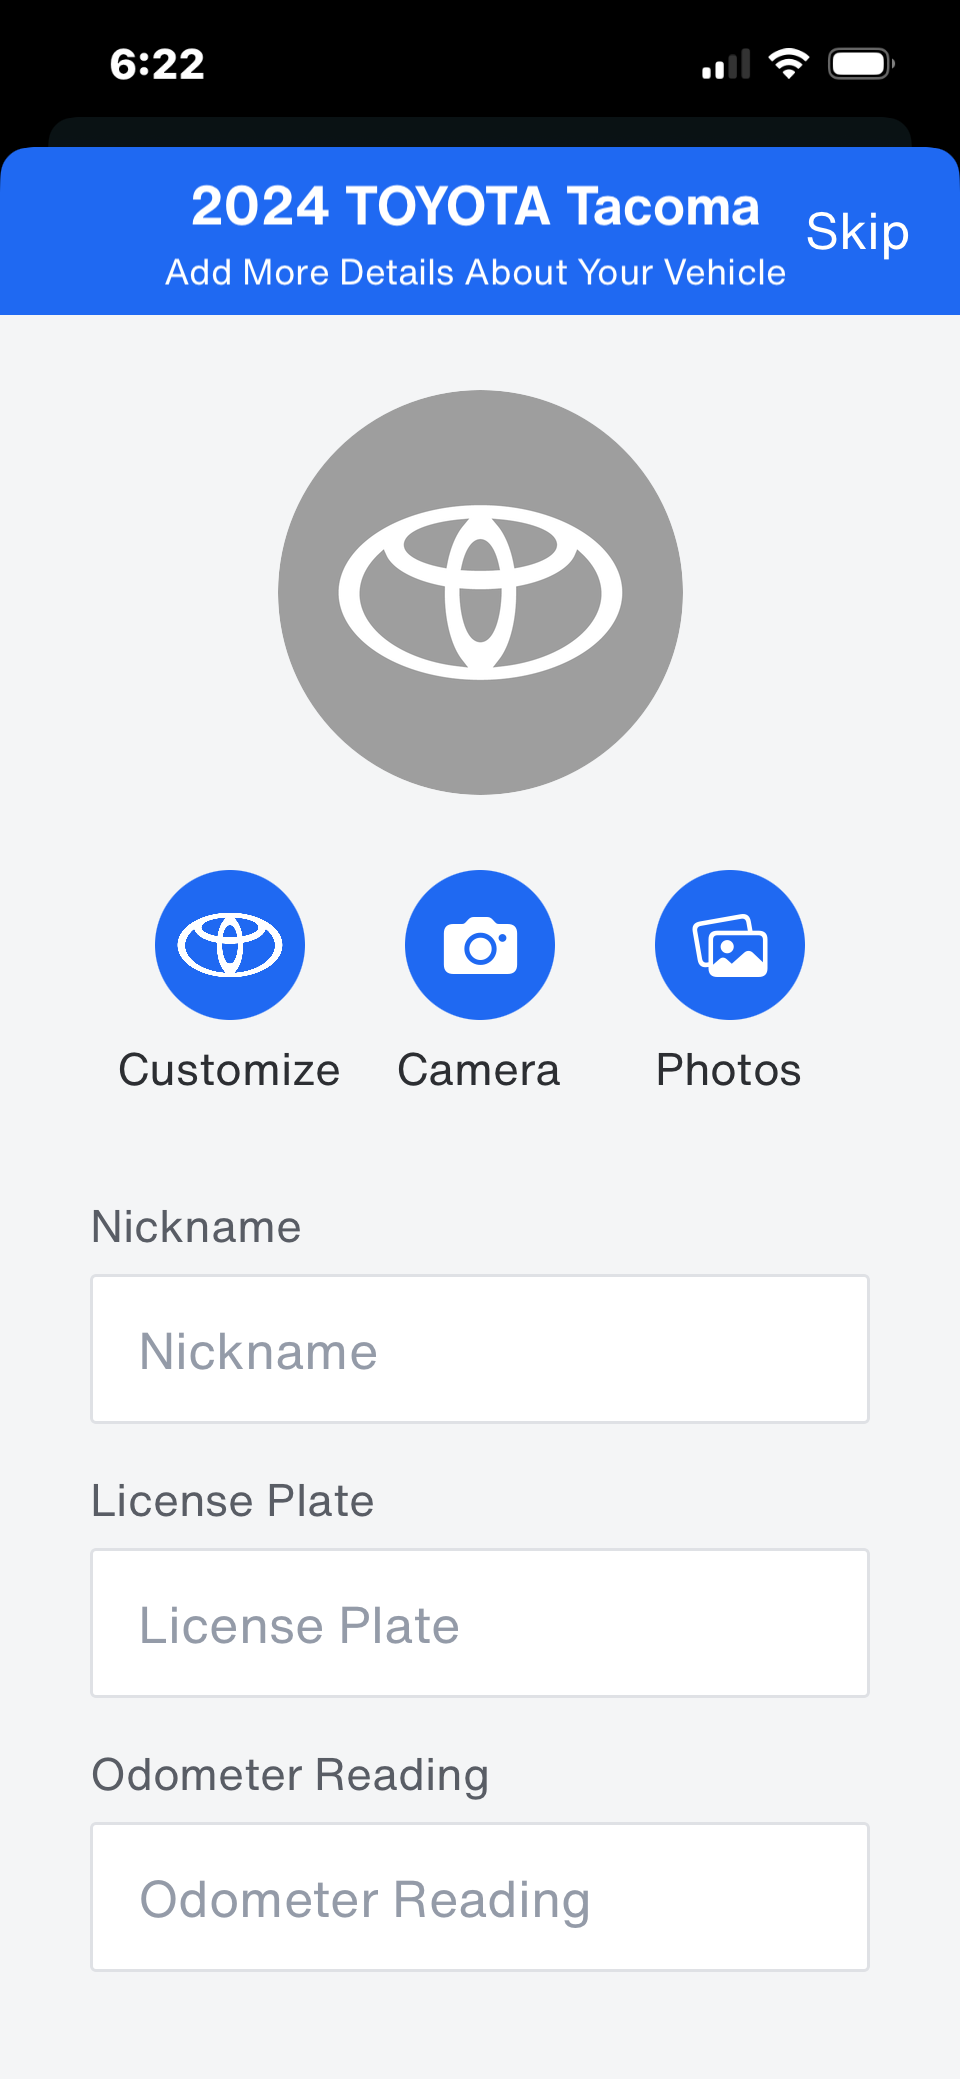 6:22
2024 TOYOTA Tacoma
Skip
Add More Details About Your Vehicle
Customize
Camera
Photos
Nickname
Nickname
License Plate
License Plate
Odometer Reading
Odometer Reading